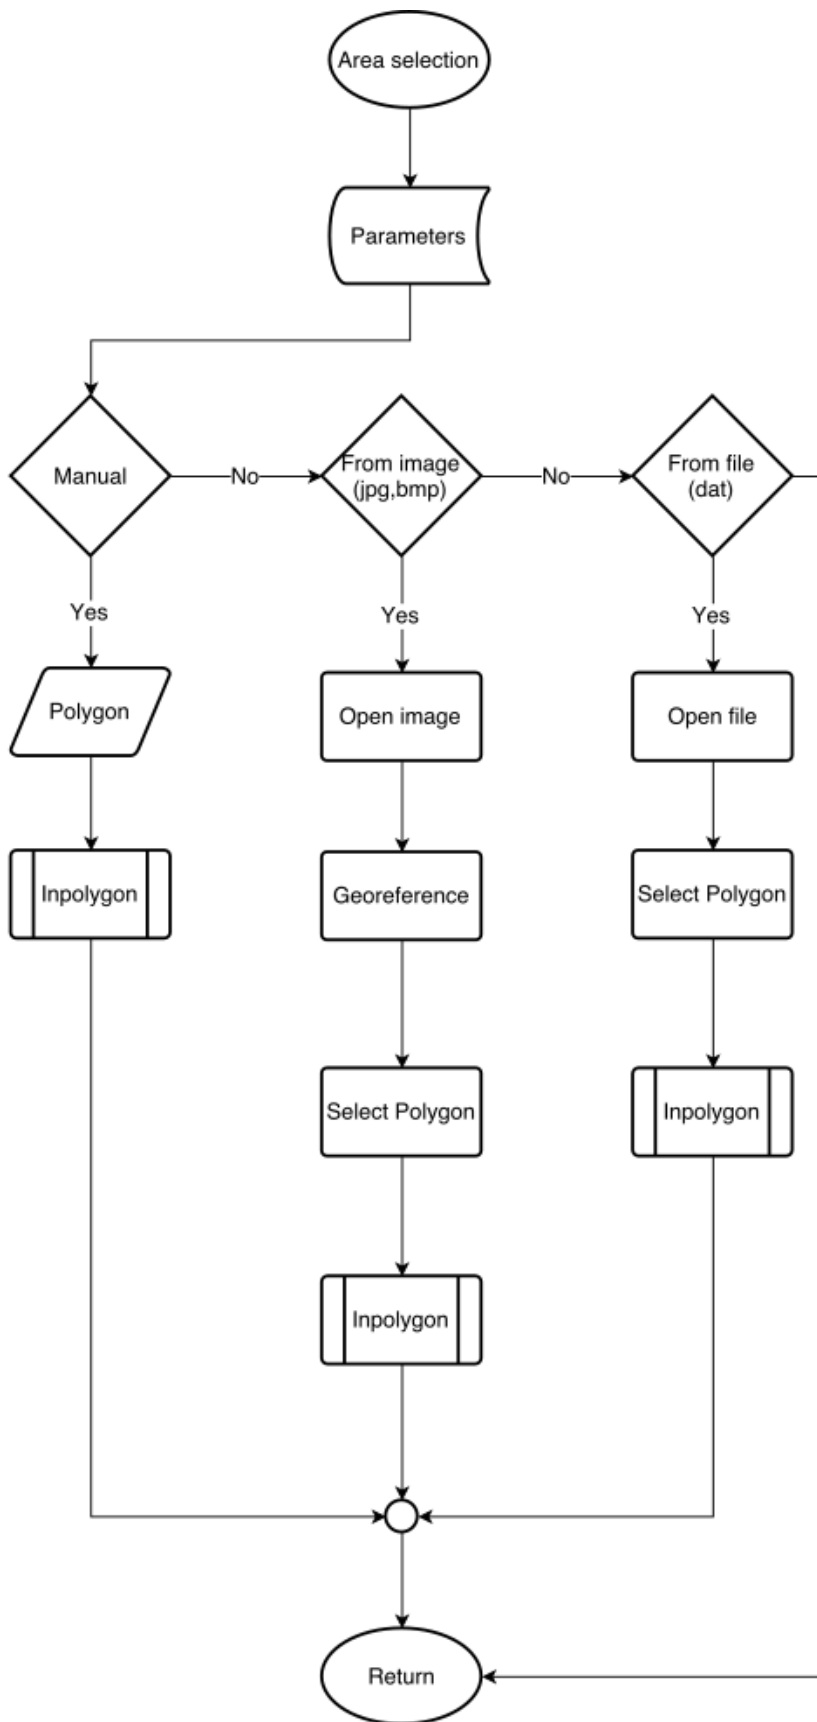 Area selection
Parameters
Manual
No
From image
(jpg,bmp)
No
From file
(dat)
Yes
Yes
Yes
Polygon
Open image
Open file
Inpolygon
Georeference
Select Polygon
Select Polygon
Inpolygon
Inpolygon
Return